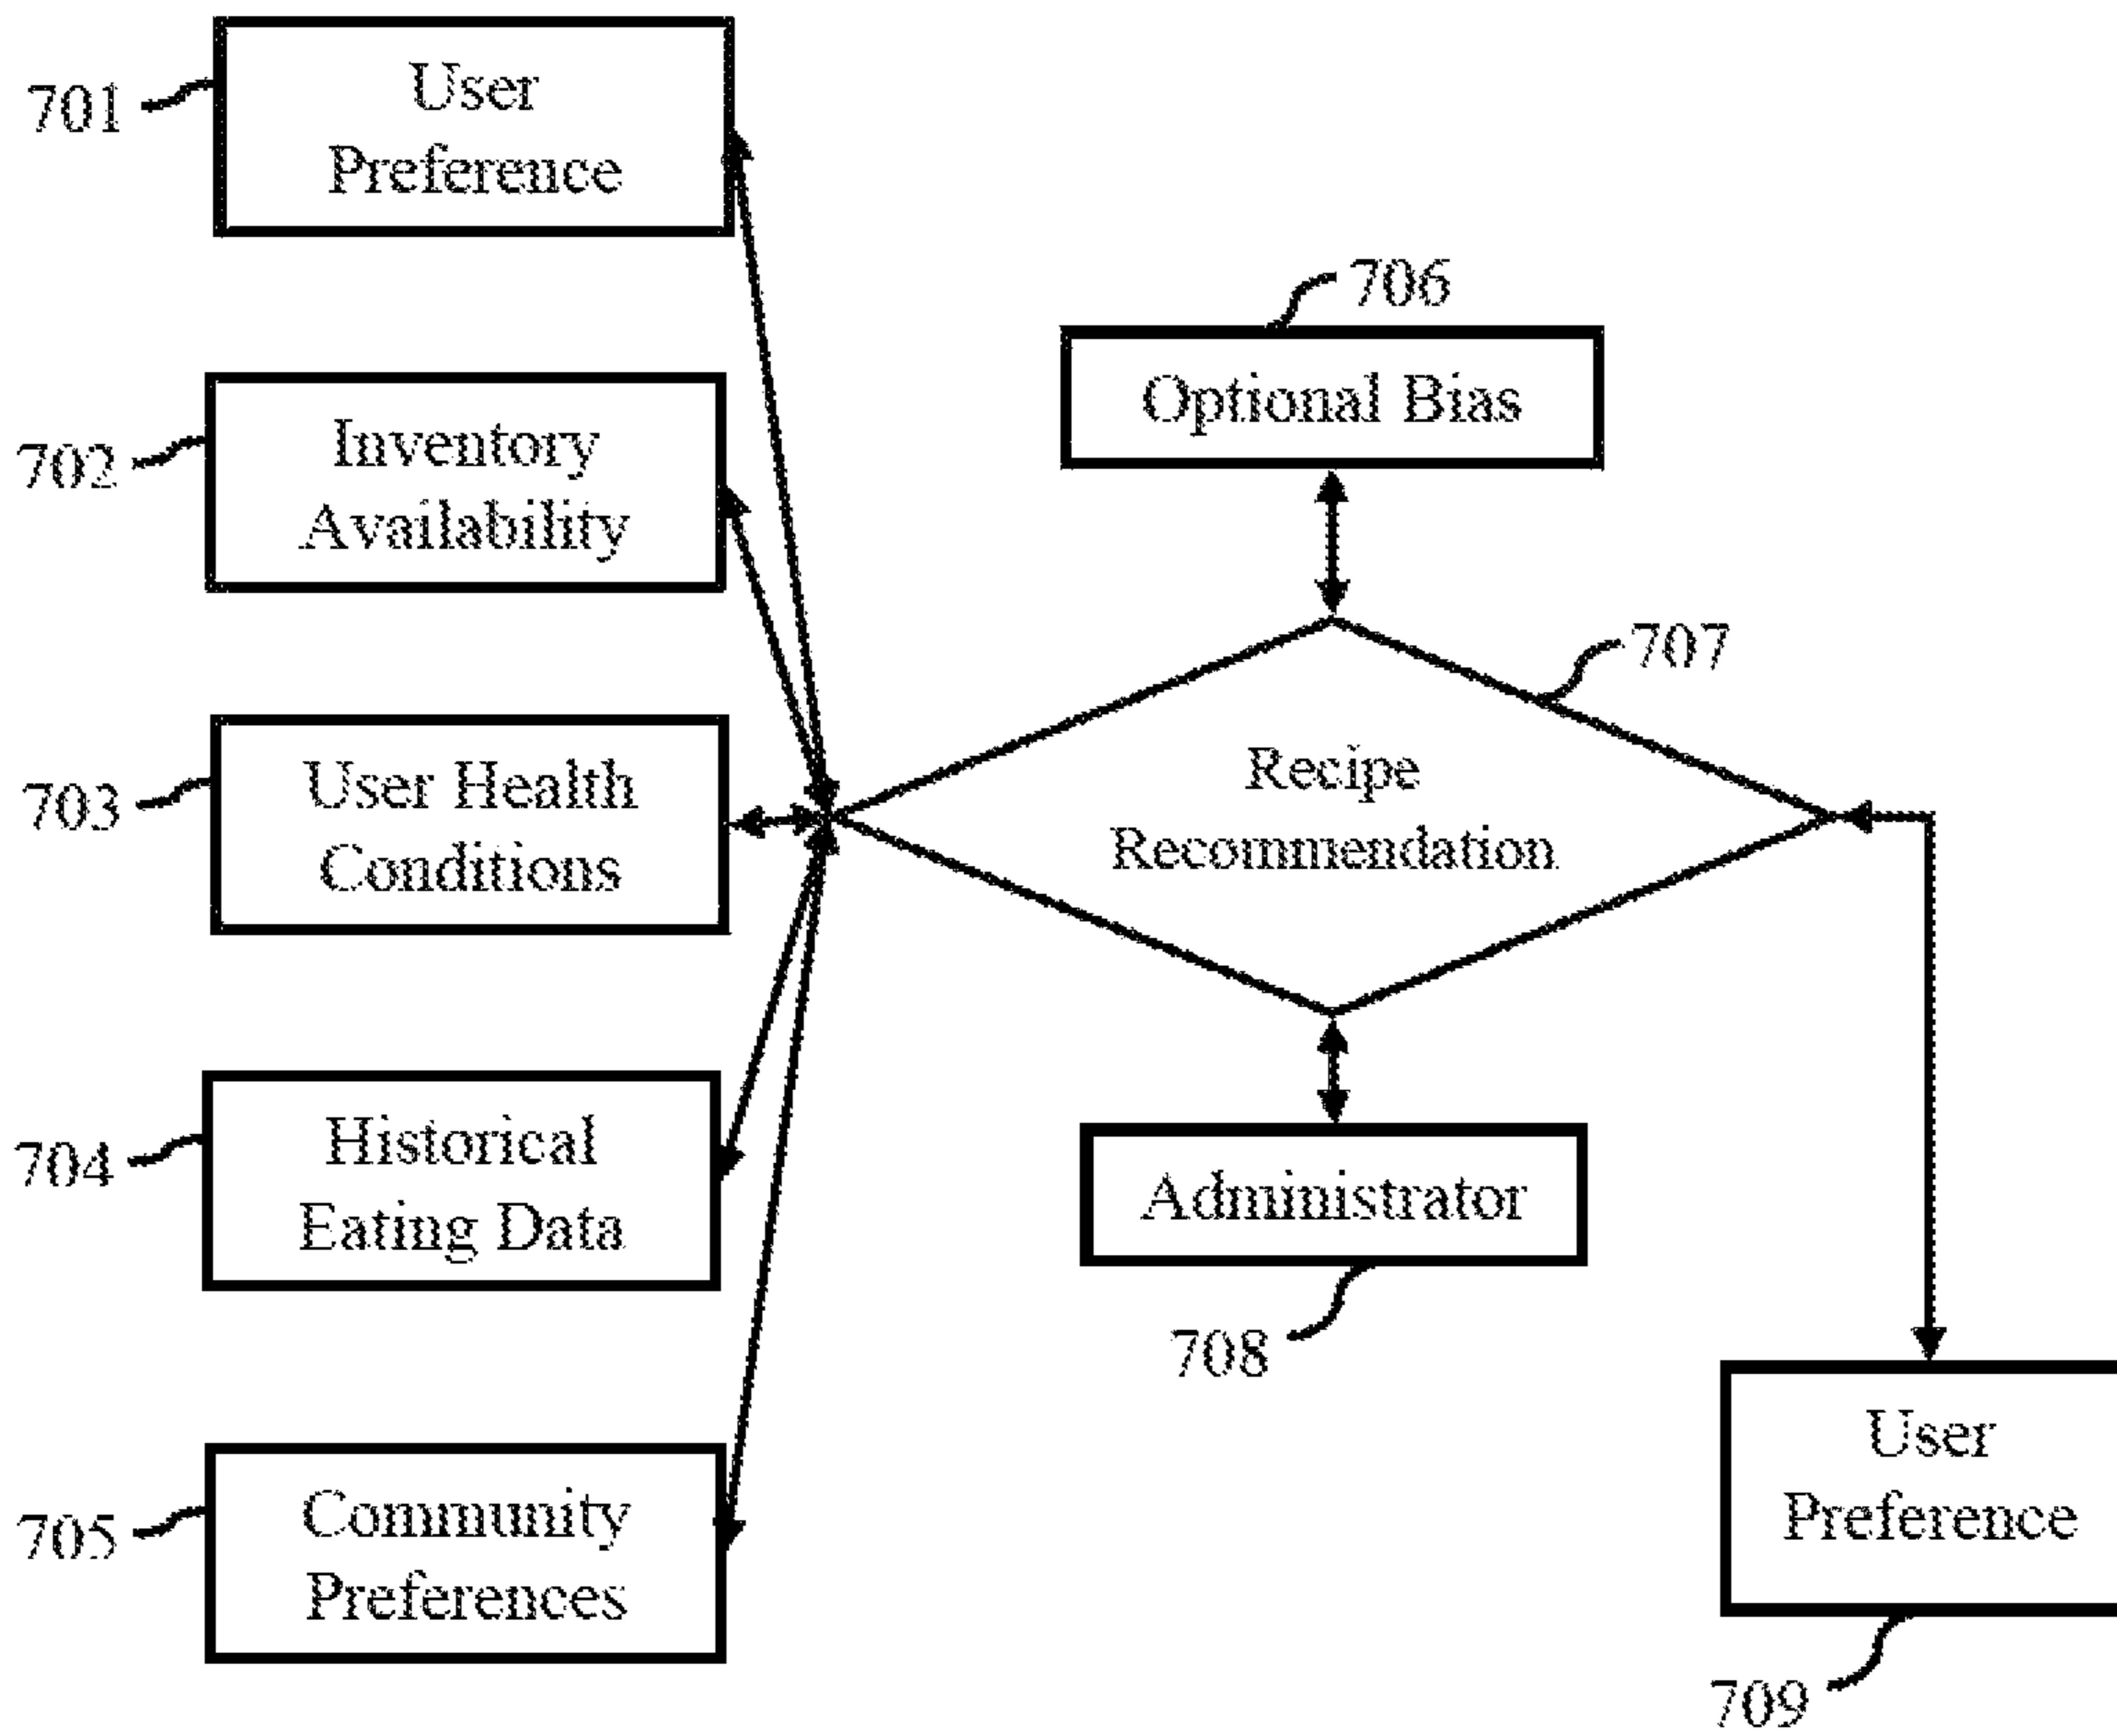 701
User
Preference
702
Inventory
Availability
703
User Health
Conditions
704
Historical
Eating Data
705
Community
Preferences
706
Optional Bias
707
Recipe
Recommendation
Administrator
708
User
Preference
709